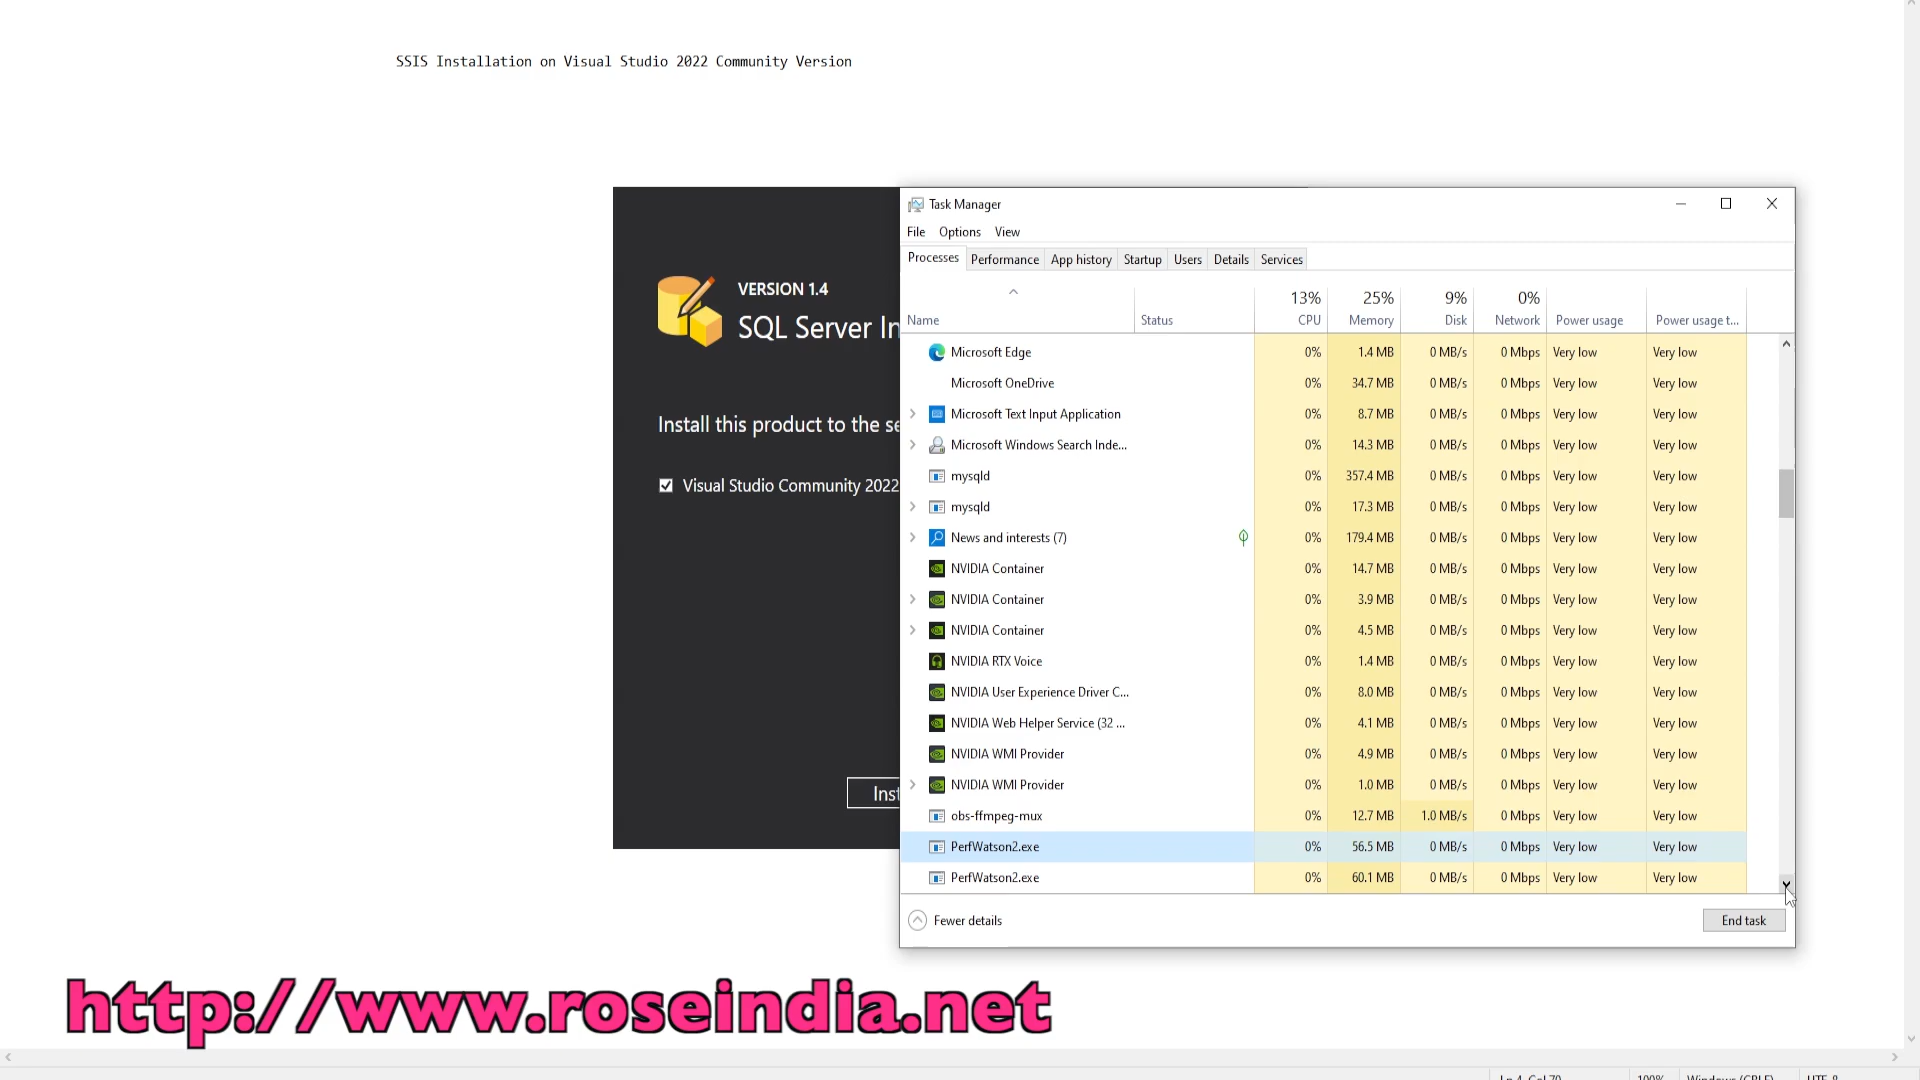 SSIS Installation on Visual Studio 2022 Community Version
VERSION 1.4
SQL Server In
Install this product to the se
Visual Studio Community 2022
Inst
Task Manager
File Options View
Processes Performance App history Startup Users Details Services
13% 25% 9% 0%
Name Status CPU Memory Disk Network Power usage Power usage t...
Microsoft Edge 0% 1.4 MB 0 MB/s 0 Mbps Very low Very low
Microsoft OneDrive 0% 34.7 MB 0 MB/s 0 Mbps Very low Very low
Microsoft Text Input Application 0% 8.7 MB 0 MB/s 0 Mbps Very low Very low
Microsoft Windows Search Inde... 0% 14.3 MB 0 MB/s 0 Mbps Very low Very low
mysqld 0% 357.4 MB 0 MB/s 0 Mbps Very low Very low
mysqld 0% 17.3 MB 0 MB/s 0 Mbps Very low Very low
News and interests (7) 0% 179.4 MB 0 MB/s 0 Mbps Very low Very low
NVIDIA Container 0% 14.7 MB 0 MB/s 0 Mbps Very low Very low
NVIDIA Container 0% 3.9 MB 0 MB/s 0 Mbps Very low Very low
NVIDIA Container 0% 4.5 MB 0 MB/s 0 Mbps Very low Very low
NVIDIA RTX Voice 0% 1.4 MB 0 MB/s 0 Mbps Very low Very low
NVIDIA User Experience Driver C... 0% 8.0 MB 0 MB/s 0 Mbps Very low Very low
NVIDIA Web Helper Service (32 ... 0% 4.1 MB 0 MB/s 0 Mbps Very low Very low
NVIDIA WMI Provider 0% 4.9 MB 0 MB/s 0 Mbps Very low Very low
NVIDIA WMI Provider 0% 1.0 MB 0 MB/s 0 Mbps Very low Very low
obs-ffmpeg-mux 0% 12.7 MB 1.0 MB/s 0 Mbps Very low Very low
PerfWatson2.exe 0% 56.5 MB 0 MB/s 0 Mbps Very low Very low
PerfWatson2.exe 0% 60.1 MB 0 MB/s 0 Mbps Very low Very low
Fewer details End task
http://www.roseindia.net
Ln 4, Col 70 100% Windows (CRLF) UTF-8